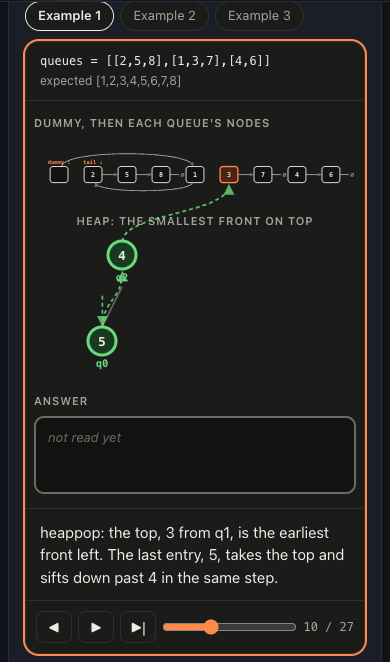 Example 1 Example 2 Example 3
queues = [[2,5,8],[1,3,7],[4,6]]
expected [1,2,3,4,5,6,7,8]
DUMMY, THEN EACH QUEUE'S NODES
dummy ↓ tail ↓
2 5 8 ∅ 1 3 7 ∅ 4 6 ∅
HEAP: THE SMALLEST FRONT ON TOP
4
5
q0
ANSWER
not read yet
heappop: the top, 3 from q1, is the earliest
front left. The last entry, 5, takes the top and
sifts down past 4 in the same step.
10 / 27